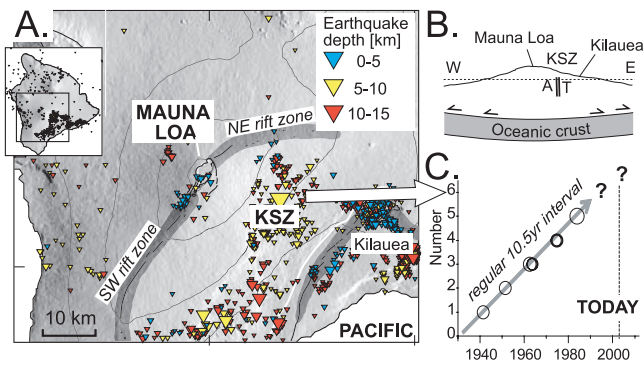 A.
Earthquake
depth [km]
0-5
5-10
10-15
MAUNA
LOA
NE rift zone
KSZ
SW rift zone
Kilauea
10 km
PACIFIC
B.
Mauna Loa
KSZ
Kilauea
W
E
A
T
Oceanic crust
C.
?
?
6
5
4
3
2
1
0
Number
regular 10.5yr interval
TODAY
1940
1960
1980
2000